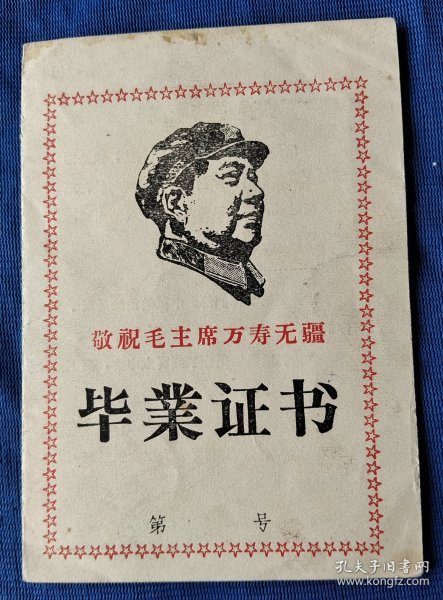 敬祝毛主席万寿无疆
毕業证书
第 号
孔夫子旧书网
www.kongfz.com